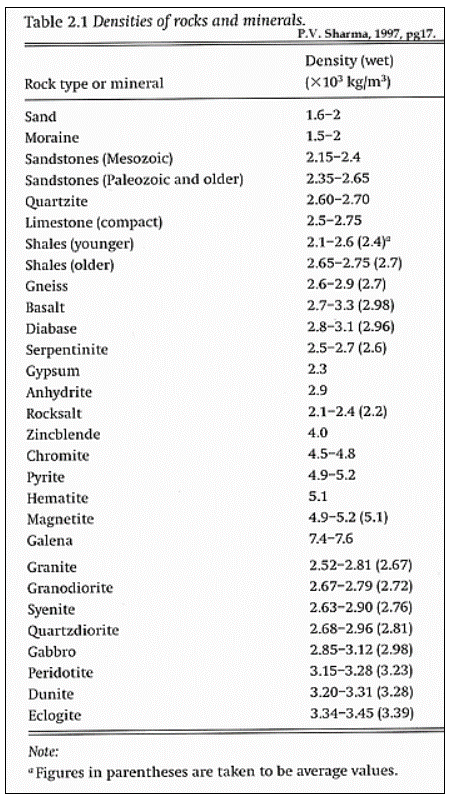 Table 2.1 Densities of rocks and minerals.
P.V. Sharma, 1997, pg17.
Density (wet)
Rock type or mineral (×10³ kg/m³)
Sand 1.6–2
Moraine 1.5–2
Sandstones (Mesozoic) 2.15–2.4
Sandstones (Paleozoic and older) 2.35–2.65
Quartzite 2.60–2.70
Limestone (compact) 2.5–2.75
Shales (younger) 2.1–2.6 (2.4)ᵃ
Shales (older) 2.65–2.75 (2.7)
Gneiss 2.6–2.9 (2.7)
Basalt 2.7–3.3 (2.98)
Diabase 2.8–3.1 (2.96)
Serpentinite 2.5–2.7 (2.6)
Gypsum 2.3
Anhydrite 2.9
Rocksalt 2.1–2.4 (2.2)
Zincblende 4.0
Chromite 4.5–4.8
Pyrite 4.9–5.2
Hematite 5.1
Magnetite 4.9–5.2 (5.1)
Galena 7.4–7.6
Granite 2.52–2.81 (2.67)
Granodiorite 2.67–2.79 (2.72)
Syenite 2.63–2.90 (2.76)
Quartzdiorite 2.68–2.96 (2.81)
Gabbro 2.85–3.12 (2.98)
Peridotite 3.15–3.28 (3.23)
Dunite 3.20–3.31 (3.28)
Eclogite 3.34–3.45 (3.39)
Note:
ᵃ Figures in parentheses are taken to be average values.